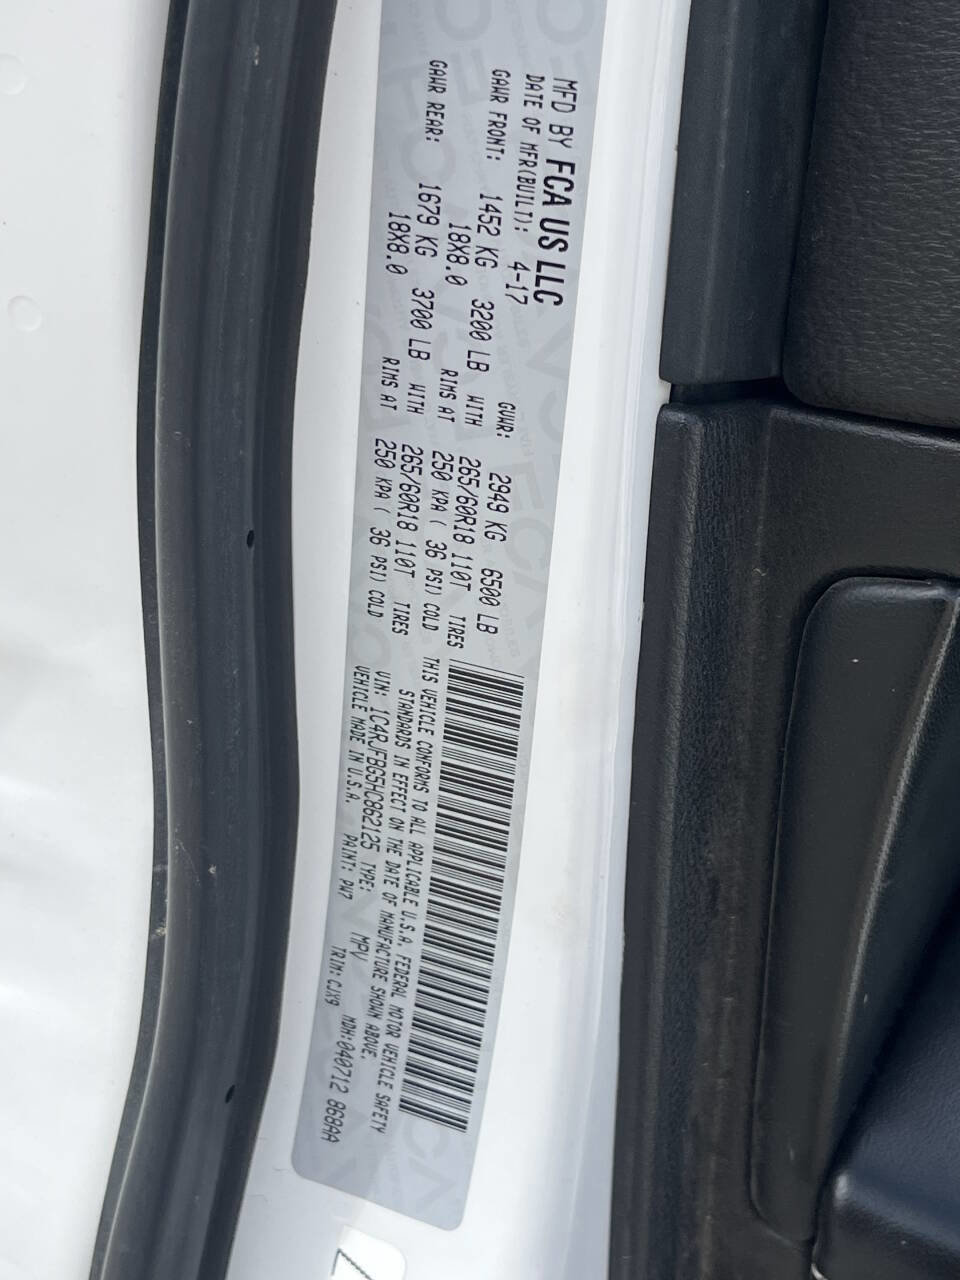 MFD BY FCA US LLC
DATE OF MFR(BUILT): 4-17 GVWR: 2949 KG 6500 LB
GAWR FRONT: 1452 KG 3200 LB WITH 265/60R18 110T TIRES
18X8.0 RIMS AT 250 KPA ( 36 PSI) COLD
GAWR REAR: 1679 KG 3700 LB WITH 265/60R18 110T TIRES
18X8.0 RIMS AT 250 KPA ( 36 PSI) COLD
THIS VEHICLE CONFORMS TO ALL APPLICABLE U.S.A. FEDERAL MOTOR VEHICLE SAFETY
STANDARDS IN EFFECT ON THE DATE OF MANUFACTURE SHOWN ABOVE.
VIN: 1C4RJFBG5HC862125 TYPE: MPV
VEHICLE MADE IN U.S.A. PAINT: PW7 TRIM: CJX9 MDH:040712 868AA